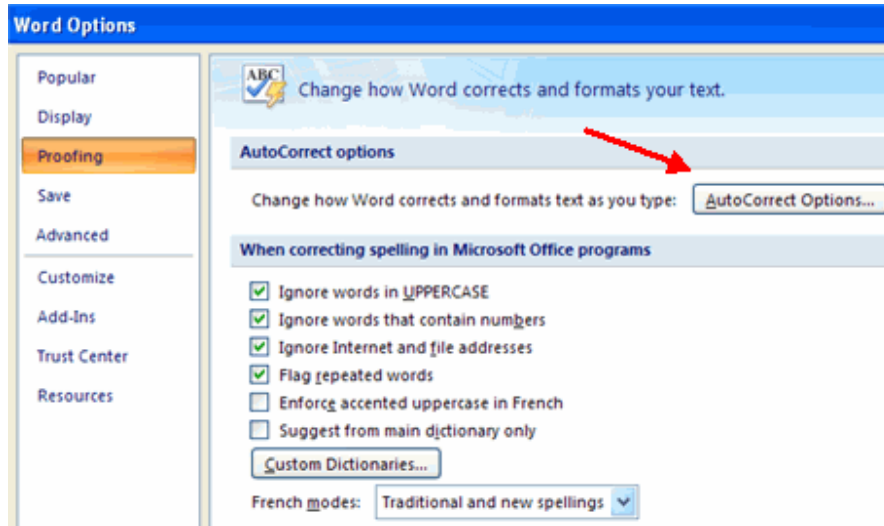 Word Options
Popular
Display
Proofing
Save
Advanced
Customize
Add-Ins
Trust Center
Resources
ABC
Change how Word corrects and formats your text.
AutoCorrect options
Change how Word corrects and formats text as you type: AutoCorrect Options...
When correcting spelling in Microsoft Office programs
Ignore words in UPPERCASE
Ignore words that contain numbers
Ignore Internet and file addresses
Flag repeated words
Enforce accented uppercase in French
Suggest from main dictionary only
Custom Dictionaries...
French modes: Traditional and new spellings